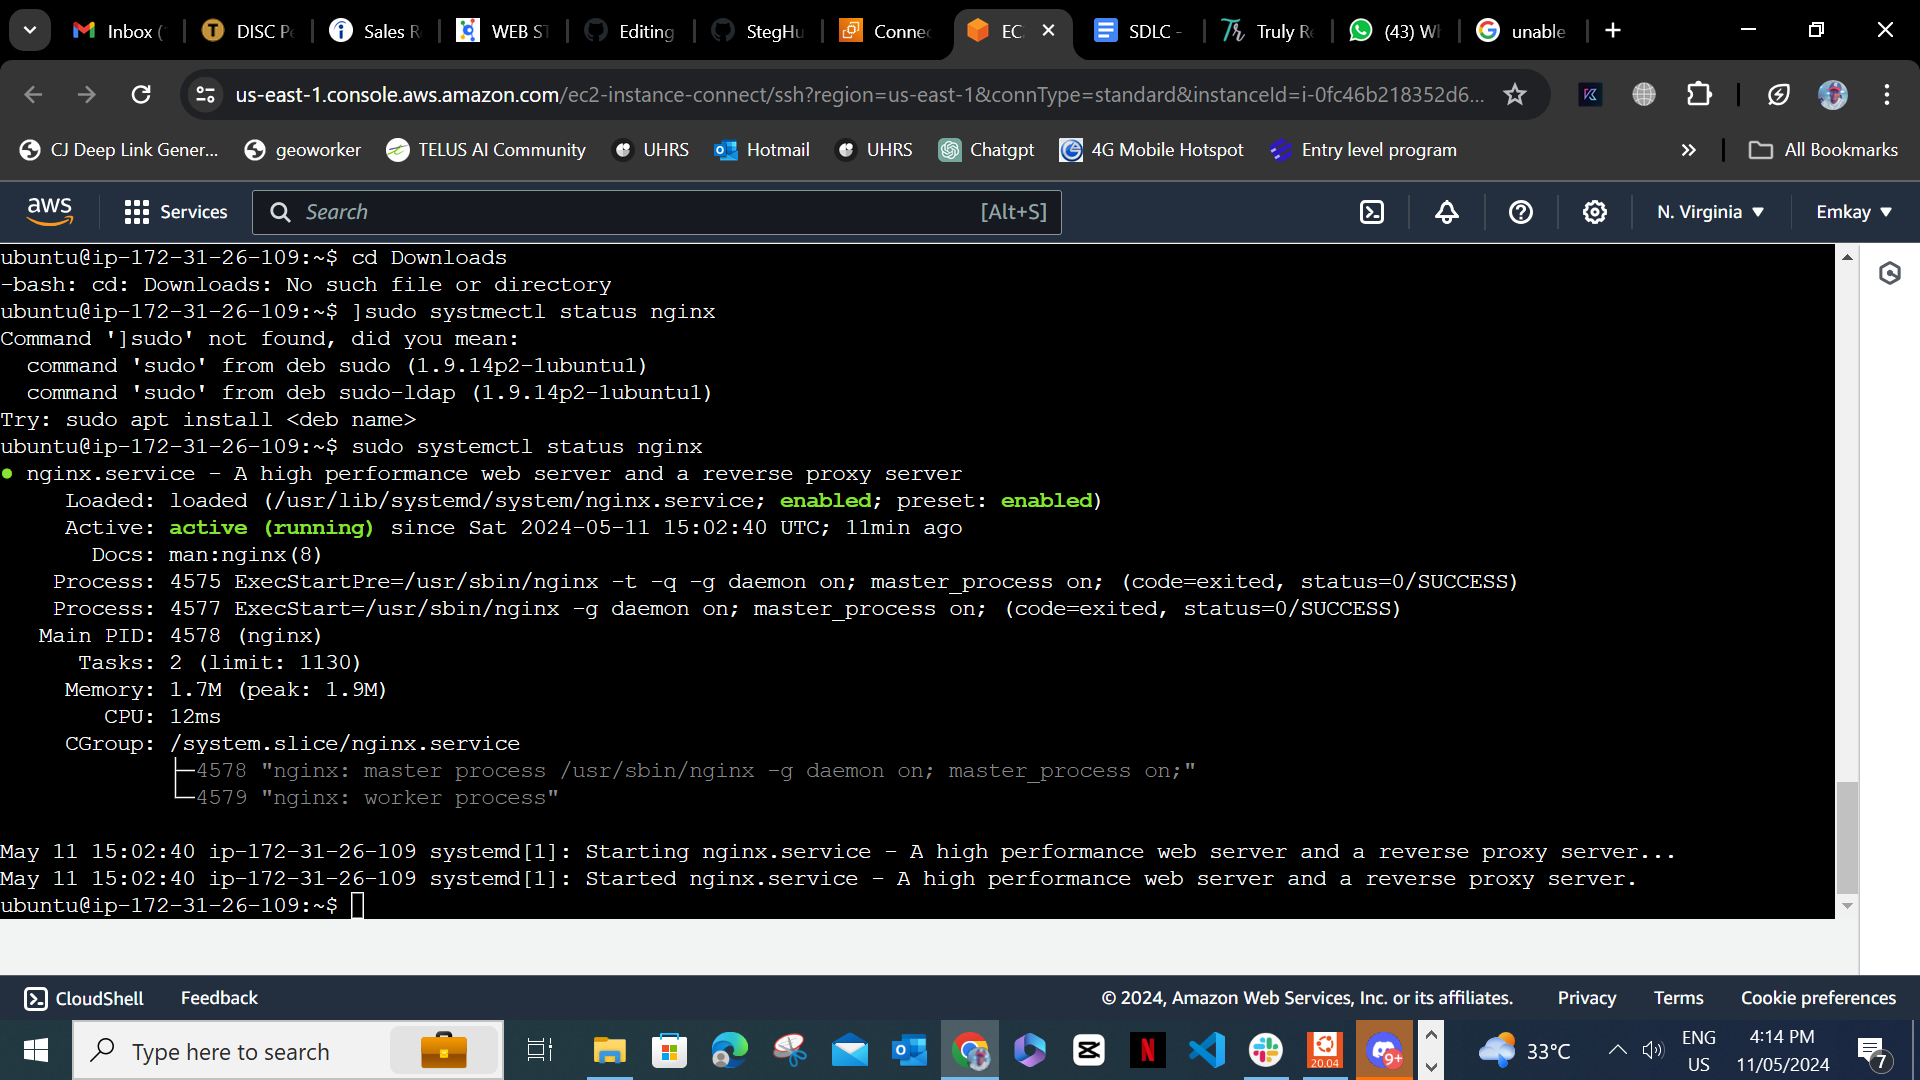 Inbox (
DISC Pe
Sales Re
WEB ST
Editing
StegHu
Connec
EC
SDLC -
Truly Re
(43) Wh
unable
us-east-1.console.aws.amazon.com/ec2-instance-connect/ssh?region=us-east-1&connType=standard&instanceId=i-0fc46b218352d6...
CJ Deep Link Gener...
geoworker
TELUS AI Community
UHRS
Hotmail
UHRS
Chatgpt
4G Mobile Hotspot
Entry level program
»
All Bookmarks
aws
Services
Search
[Alt+S]
N. Virginia
Emkay
ubuntu@ip-172-31-26-109:~$ cd Downloads
-bash: cd: Downloads: No such file or directory
ubuntu@ip-172-31-26-109:~$ ]sudo systmectl status nginx
Command ']sudo' not found, did you mean:
command 'sudo' from deb sudo (1.9.14p2-1ubuntu1)
command 'sudo' from deb sudo-ldap (1.9.14p2-1ubuntu1)
Try: sudo apt install <deb name>
ubuntu@ip-172-31-26-109:~$ sudo systemctl status nginx
● nginx.service - A high performance web server and a reverse proxy server
Loaded: loaded (/usr/lib/systemd/system/nginx.service; enabled; preset: enabled)
Active: active (running) since Sat 2024-05-11 15:02:40 UTC; 11min ago
Docs: man:nginx(8)
Process: 4575 ExecStartPre=/usr/sbin/nginx -t -q -g daemon on; master_process on; (code=exited, status=0/SUCCESS)
Process: 4577 ExecStart=/usr/sbin/nginx -g daemon on; master_process on; (code=exited, status=0/SUCCESS)
Main PID: 4578 (nginx)
Tasks: 2 (limit: 1130)
Memory: 1.7M (peak: 1.9M)
CPU: 12ms
CGroup: /system.slice/nginx.service
├─4578 "nginx: master process /usr/sbin/nginx -g daemon on; master_process on;"
└─4579 "nginx: worker process"
May 11 15:02:40 ip-172-31-26-109 systemd[1]: Starting nginx.service - A high performance web server and a reverse proxy server...
May 11 15:02:40 ip-172-31-26-109 systemd[1]: Started nginx.service - A high performance web server and a reverse proxy server.
ubuntu@ip-172-31-26-109:~$
CloudShell
Feedback
© 2024, Amazon Web Services, Inc. or its affiliates.
Privacy
Terms
Cookie preferences
Type here to search
20.04
9+
33°C
ENG
US
4:14 PM
11/05/2024
7